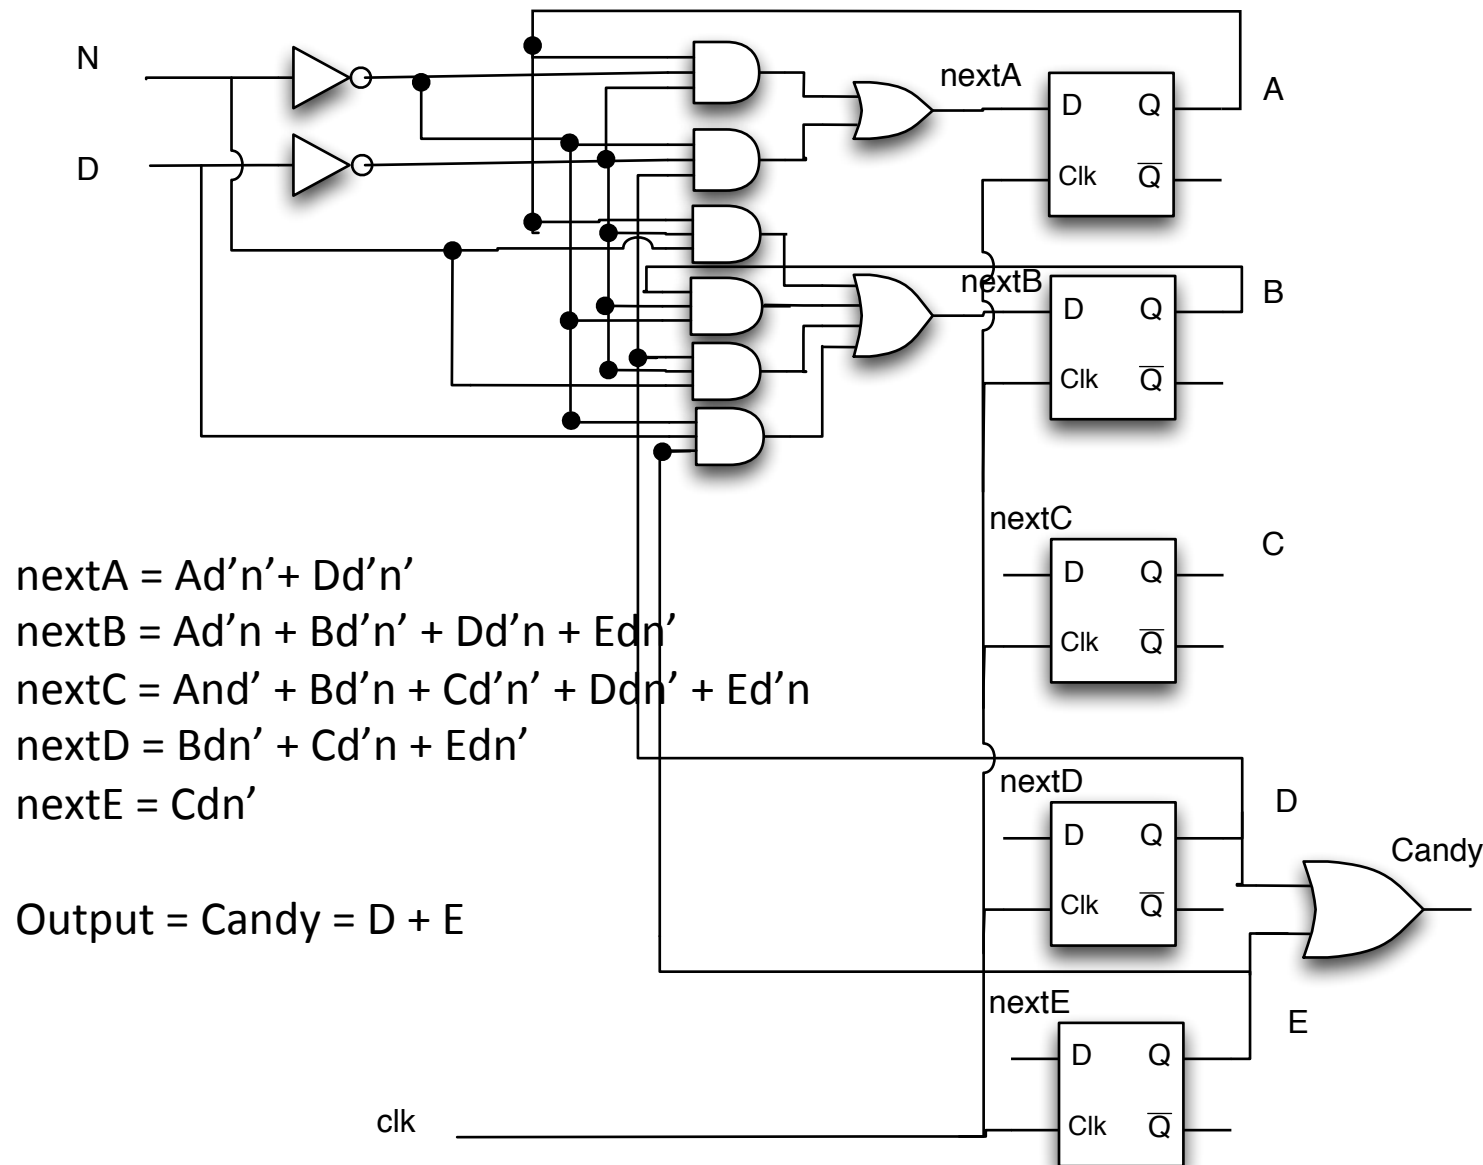 N
D
nextA
D Q
Clk Q
A
nextB
D Q
Clk Q
B
nextC
D Q
Clk Q
C
nextA = Ad’n’+ Dd’n’
nextB = Ad’n + Bd’n’ + Dd’n + Edn’
nextC = And’ + Bd’n + Cd’n’ + Ddn’ + Ed’n
nextD = Bdn’ + Cd’n + Edn’
nextE = Cdn’
Output = Candy = D + E
nextD
D Q
Clk Q
D
Candy
nextE
D Q
Clk Q
E
clk